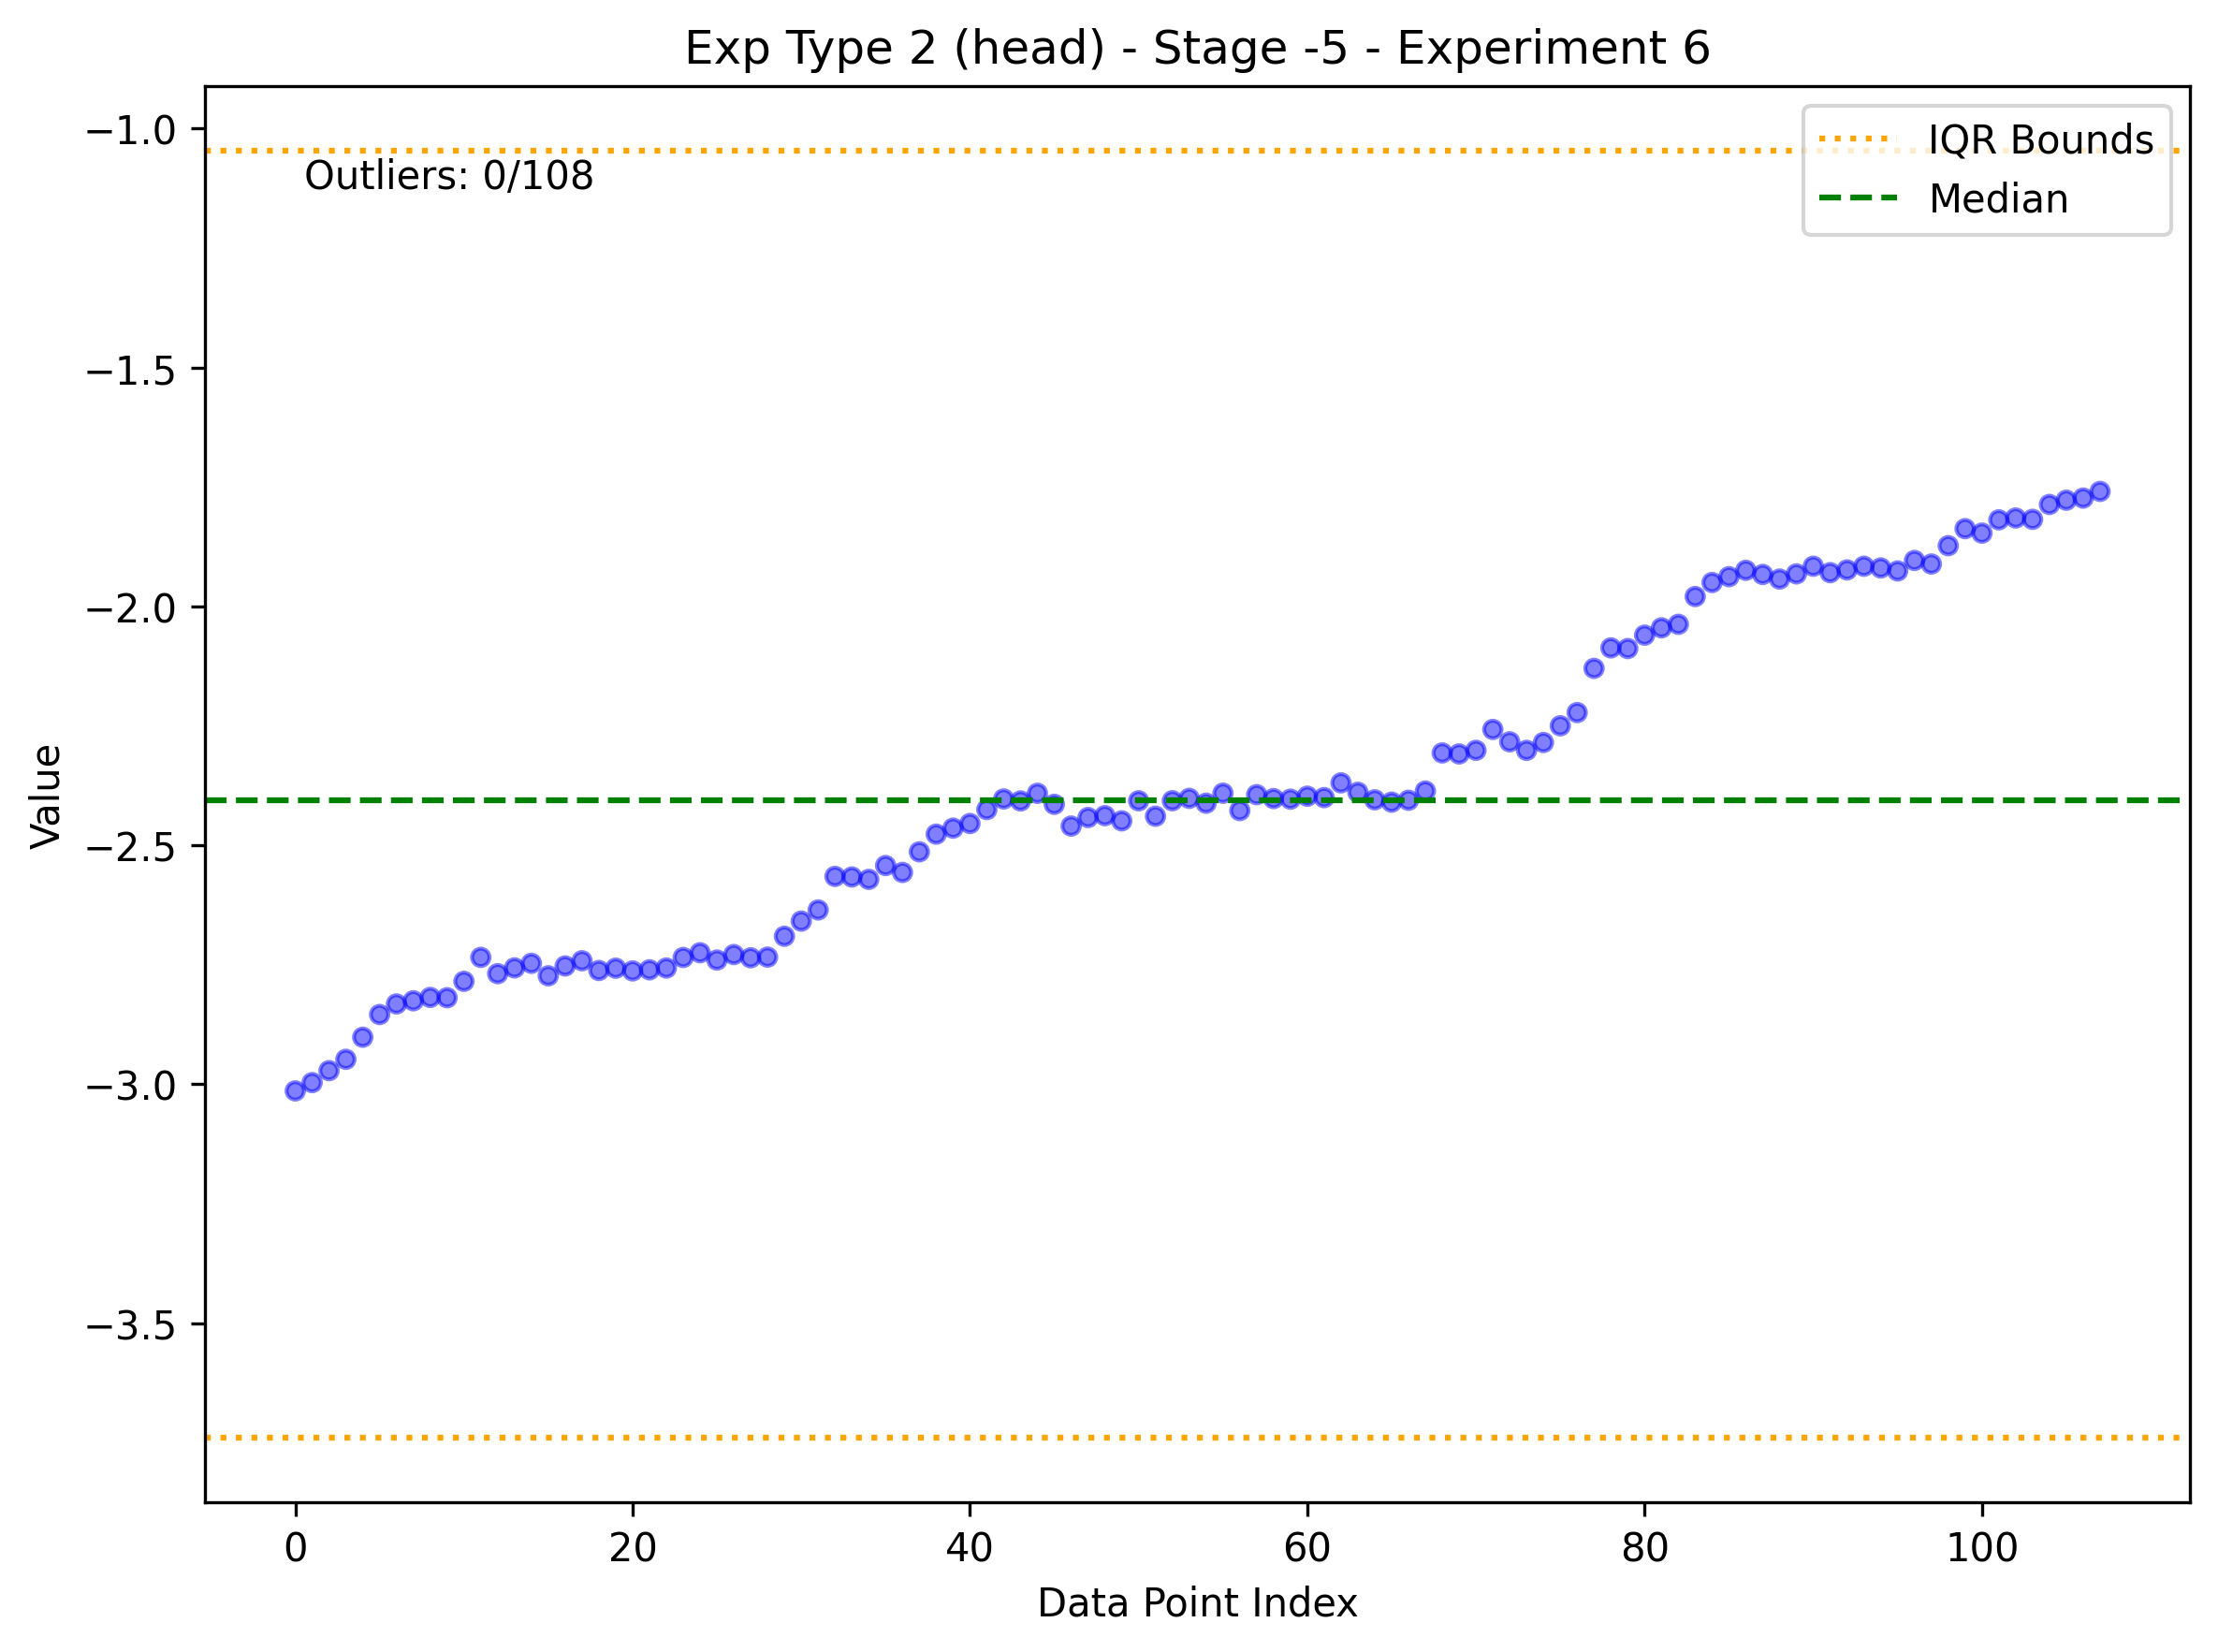 Exp Type 2 (head) - Stage -5 - Experiment 6
−1.0
IQR Bounds
Outliers: 0/108
Median
−1.5
−2.0
−2.5
−3.0
−3.5
Value
0 20 40 60 80 100
Data Point Index